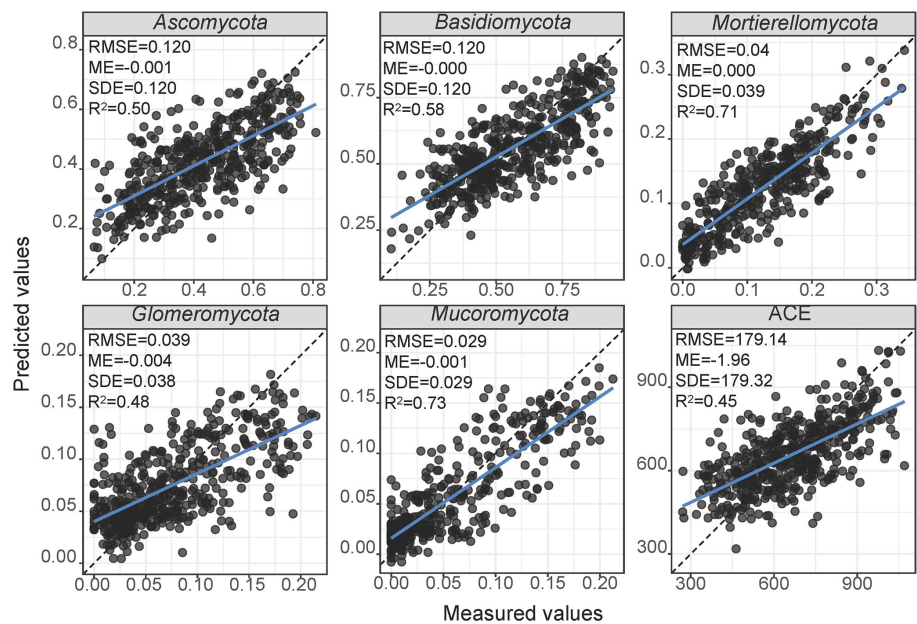 Ascomycota
Basidiomycota
Mortierellomycota
RMSE=0.120
ME=-0.001
SDE=0.120
R²=0.50
0.8
0.6
0.4
0.2
0.2 0.4 0.6 0.8
RMSE=0.120
ME=-0.000
SDE=0.120
R²=0.58
0.75
0.50
0.25
0.25 0.50 0.75
RMSE=0.04
ME=0.000
SDE=0.039
R²=0.71
0.3
0.2
0.1
0.0
0.0 0.1 0.2 0.3
Predicted values
Glomeromycota
Mucoromycota
ACE
RMSE=0.039
ME=-0.004
SDE=0.038
R²=0.48
0.20
0.15
0.10
0.05
0.00
0.00 0.05 0.10 0.15 0.20
RMSE=0.029
ME=-0.001
SDE=0.029
R²=0.73
0.20
0.15
0.10
0.05
0.00
0.00 0.05 0.10 0.15 0.20
RMSE=179.14
ME=-1.96
SDE=179.32
R²=0.45
900
600
300
300 600 900
Measured values